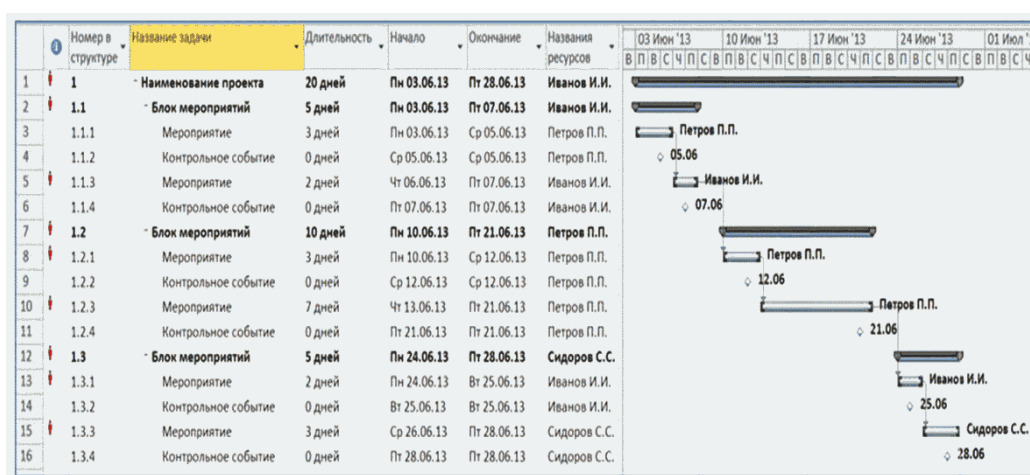 Номер в структуре Название задачи Длительность Начало Окончание Названия ресурсов 03 Июн '13 10 Июн '13 17 Июн '13 24 Июн '13 01 Июл '
В П В С Ч П С В П В С Ч П С В П В С Ч П С В П В С Ч П С В П В С Ч
1 1 Наименование проекта 20 дней Пн 03.06.13 Пт 28.06.13 Иванов И.И.
2 1.1 Блок мероприятий 5 дней Пн 03.06.13 Пт 07.06.13 Иванов И.И.
3 1.1.1 Мероприятие 3 дней Пн 03.06.13 Ср 05.06.13 Петров П.П. Петров П.П.
4 1.1.2 Контрольное событие 0 дней Ср 05.06.13 Ср 05.06.13 Петров П.П. 05.06
5 1.1.3 Мероприятие 2 дней Чт 06.06.13 Пт 07.06.13 Иванов И.И. Иванов И.И.
6 1.1.4 Контрольное событие 0 дней Пт 07.06.13 Пт 07.06.13 Иванов И.И. 07.06
7 1.2 Блок мероприятий 10 дней Пн 10.06.13 Пт 21.06.13 Петров П.П.
8 1.2.1 Мероприятие 3 дней Пн 10.06.13 Ср 12.06.13 Петров П.П. Петров П.П.
9 1.2.2 Контрольное событие 0 дней Ср 12.06.13 Ср 12.06.13 Петров П.П. 12.06
10 1.2.3 Мероприятие 7 дней Чт 13.06.13 Пт 21.06.13 Петров П.П. Петров П.П.
11 1.2.4 Контрольное событие 0 дней Пт 21.06.13 Пт 21.06.13 Петров П.П. 21.06
12 1.3 Блок мероприятий 5 дней Пн 24.06.13 Пт 28.06.13 Сидоров С.С.
13 1.3.1 Мероприятие 2 дней Пн 24.06.13 Вт 25.06.13 Иванов И.И. Иванов И.И.
14 1.3.2 Контрольное событие 0 дней Вт 25.06.13 Вт 25.06.13 Иванов И.И. 25.06
15 1.3.3 Мероприятие 3 дней Ср 26.06.13 Пт 28.06.13 Сидоров С.С. Сидоров С.С.
16 1.3.4 Контрольное событие 0 дней Пт 28.06.13 Пт 28.06.13 Сидоров С.С. 28.06